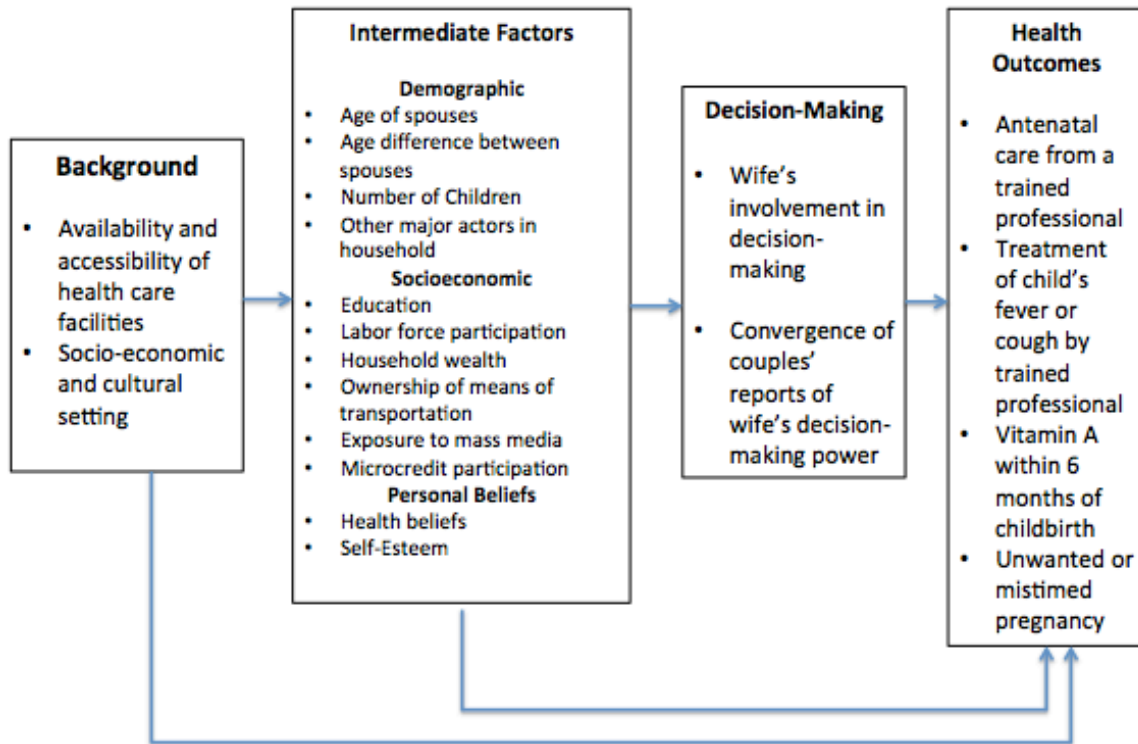 Background
• Availability and
accessibility of
health care
facilities
• Socio-economic
and cultural
setting
Intermediate Factors
Demographic
• Age of spouses
• Age difference between
spouses
• Number of Children
• Other major actors in
household
Socioeconomic
• Education
• Labor force participation
• Household wealth
• Ownership of means of
transportation
• Exposure to mass media
• Microcredit participation
Personal Beliefs
• Health beliefs
• Self-Esteem
Decision-Making
• Wife's
involvement in
decision-
making
• Convergence of
couples'
reports of
wife's decision-
making power
Health
Outcomes
• Antenatal
care from a
trained
professional
• Treatment
of child's
fever or
cough by
trained
professional
• Vitamin A
within 6
months of
childbirth
• Unwanted or
mistimed
pregnancy